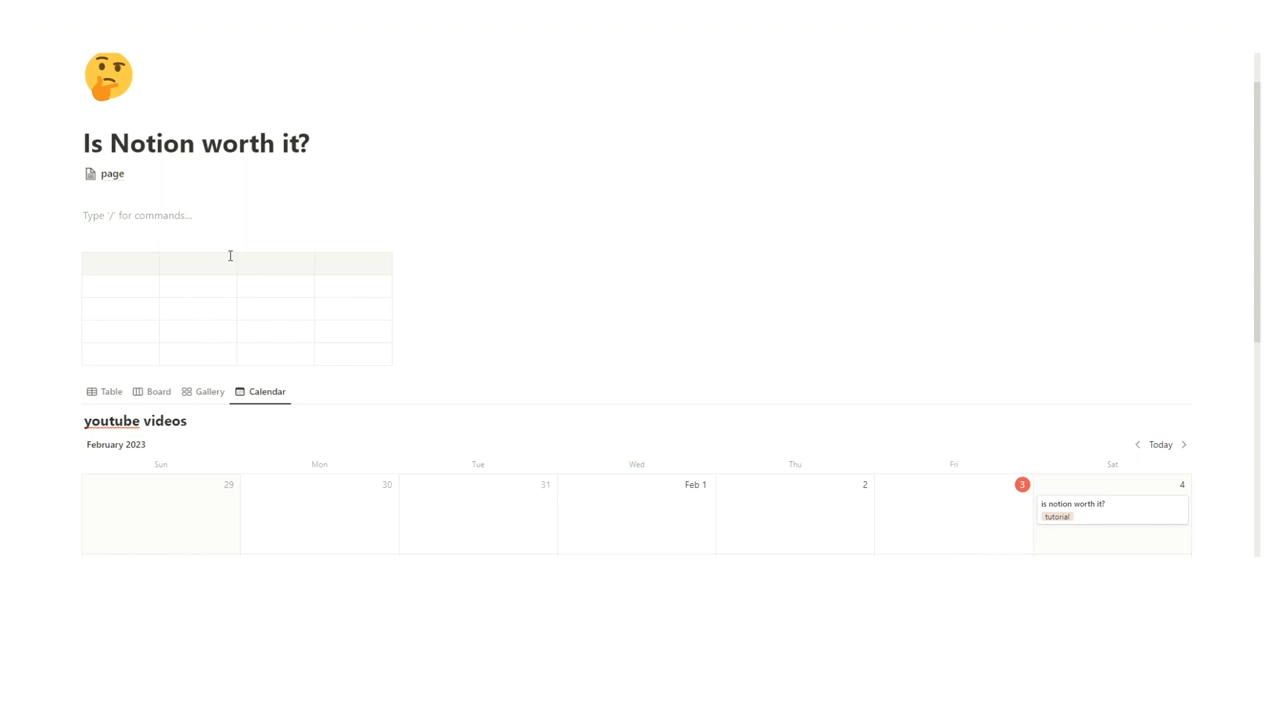 Is Notion worth it?
page
Type '/' for commands...
Table Board Gallery Calendar
youtube videos
February 2023 Today
Sun Mon Tue Wed Thu Fri Sat
29 30 31 Feb 1 2 3 4
is notion worth it?
tutorial